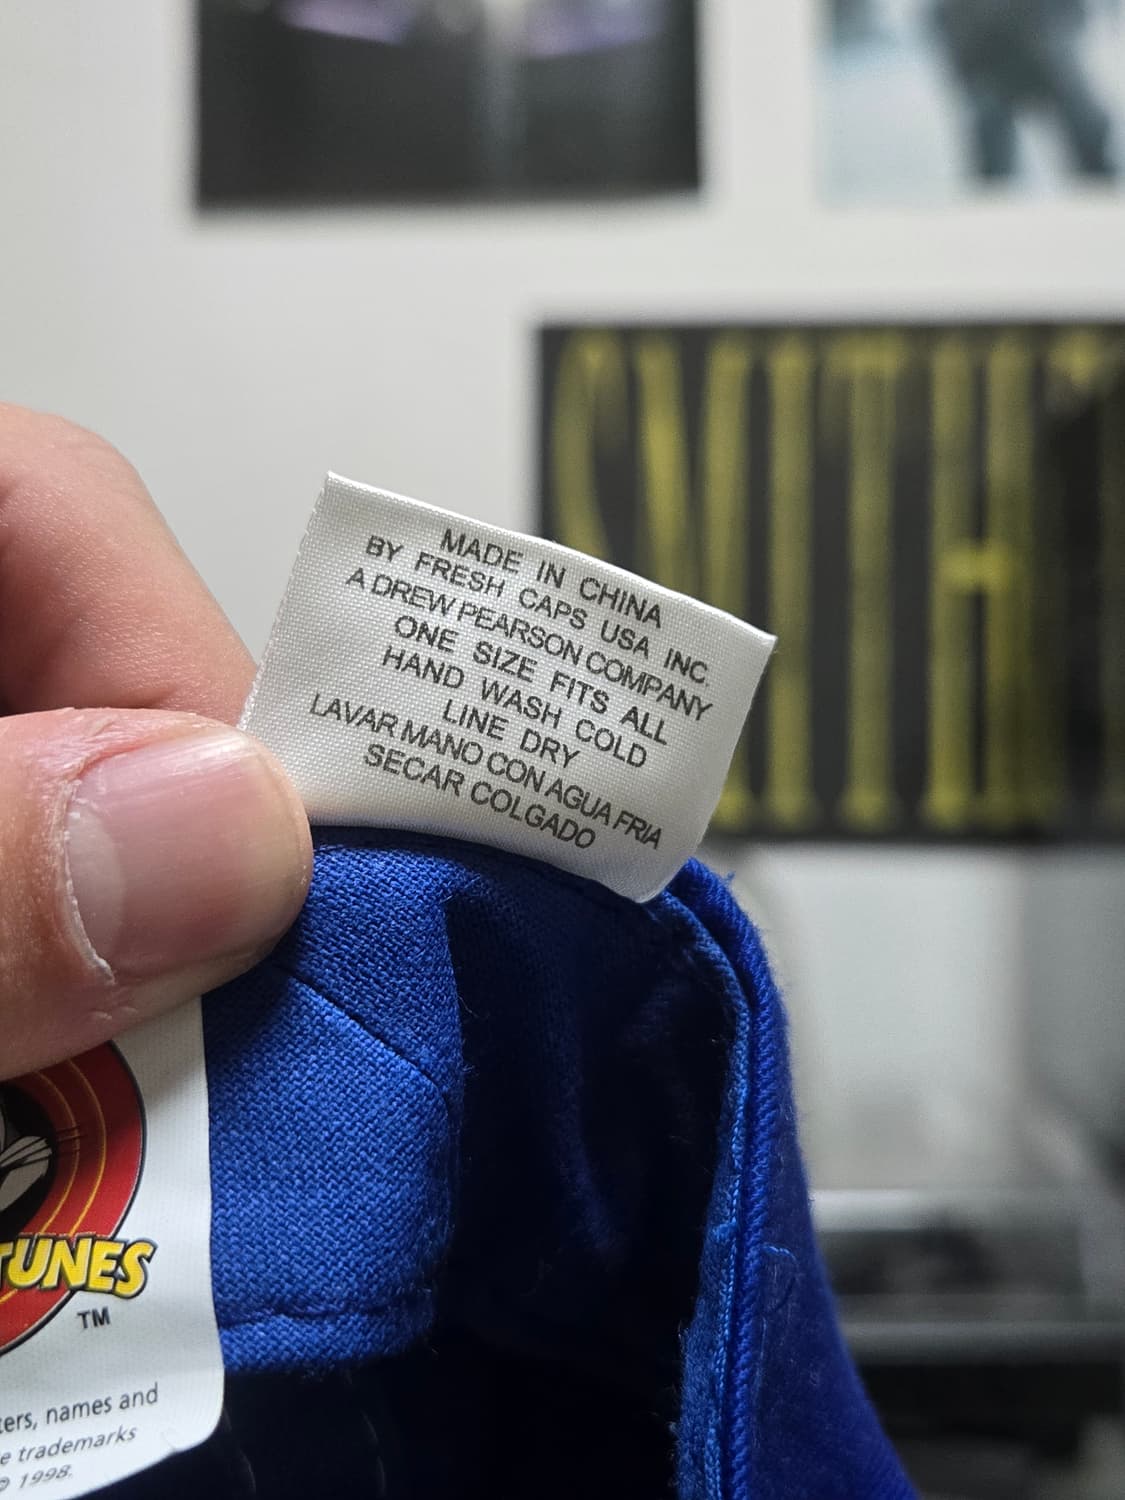 MADE IN CHINA
BY FRESH CAPS USA INC.
A DREW PEARSON COMPANY
ONE SIZE FITS ALL
HAND WASH COLD
LINE DRY
LAVAR MANO CON AGUA FRIA
SECAR COLGADO
TUNES
TM
ters, names and
e trademarks
© 1998.